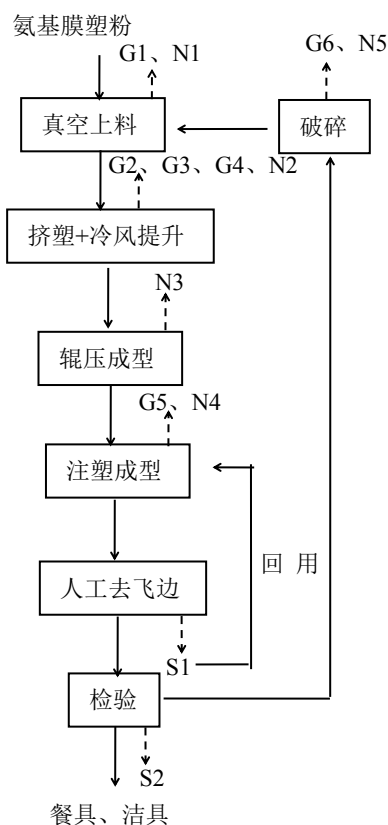 氨基膜塑粉
G1、N1
G6、N5
真空上料
破碎
G2、G3、G4、N2
挤塑+冷风提升
N3
辊压成型
G5、N4
注塑成型
回 用
人工去飞边
S1
检验
S2
餐具、洁具